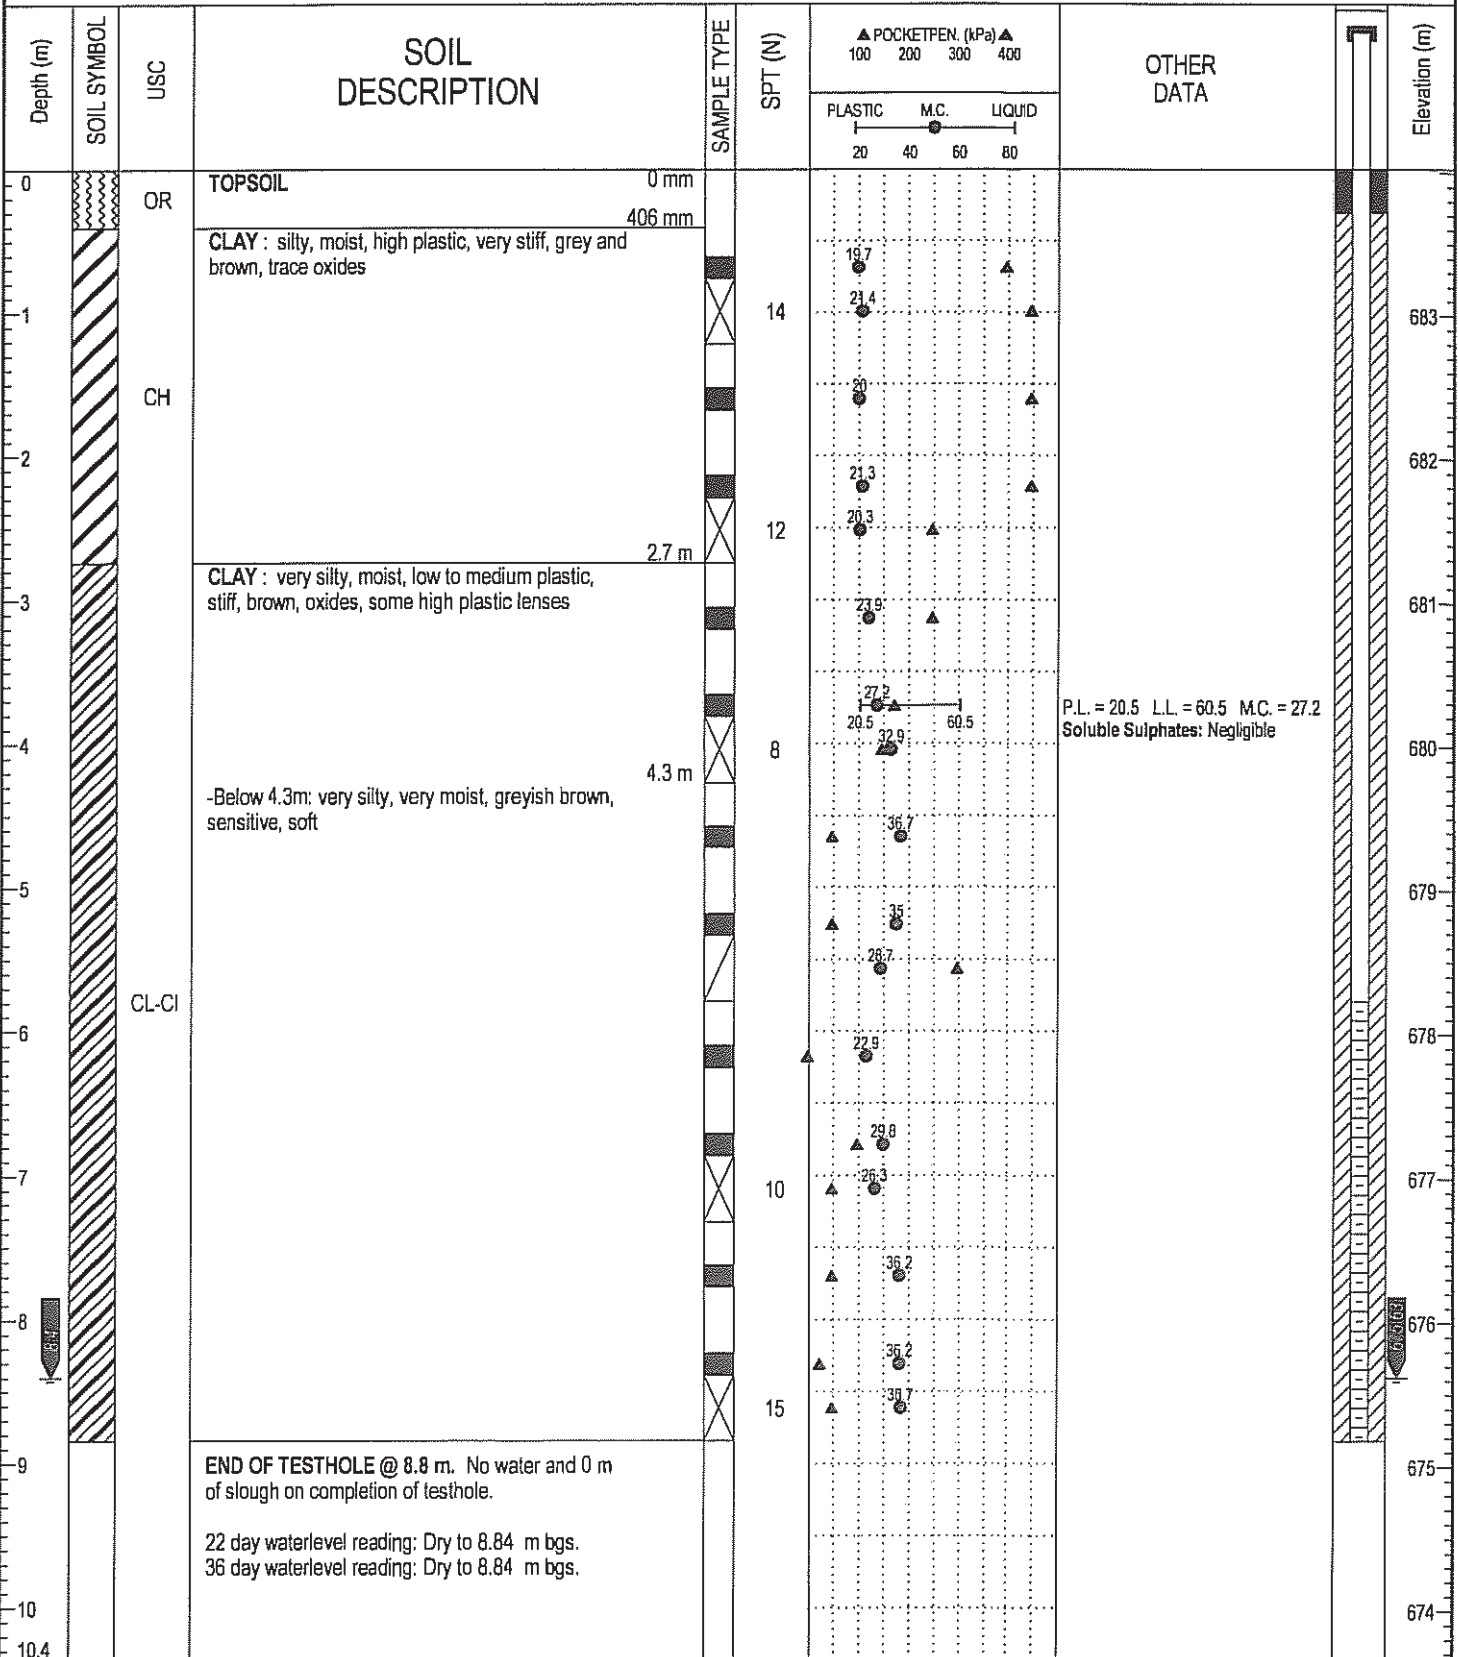 Depth (m)
SOIL SYMBOL
USC
SOIL
DESCRIPTION
SAMPLE TYPE
SPT (N)
▲ POCKETPEN. (kPa) ▲
100 200 300 400
PLASTIC M.C. LIQUID
20 40 60 80
OTHER
DATA
Elevation (m)
0
OR
TOPSOIL 0 mm
406 mm
CLAY : silty, moist, high plastic, very stiff, grey and
brown, trace oxides
19.7
1
21.4
14
683
CH
20
2
682
21.3
20.3
12
2.7 m
CLAY : very silty, moist, low to medium plastic,
stiff, brown, oxides, some high plastic lenses
3
681
23.9
27.2
20.5 60.5
P.L. = 20.5 L.L. = 60.5 M.C. = 27.2
Soluble Sulphates: Negligible
32.9
4
8
680
4.3 m
-Below 4.3m: very silty, very moist, greyish brown,
sensitive, soft
36.7
5
679
35
28.7
CL-CI
6
678
22.9
29.8
7
26.3
10
677
36.2
8
676
36.2
15
END OF TESTHOLE @ 8.8 m. No water and 0 m
of slough on completion of testhole.
9
675
22 day waterlevel reading: Dry to 8.84 m bgs.
36 day waterlevel reading: Dry to 8.84 m bgs.
10
674
10.4